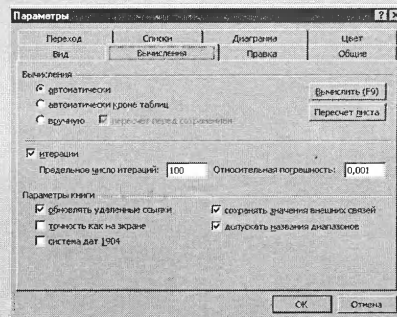 Параметры
Переход Списки Диаграмма Цвет
Вид Вычисления Правка Общие
Вычисления
автоматически Вычислить (F9)
автоматически кроме таблиц
вручную пересчет перед сохранением Пересчет листа
итерации
Предельное число итераций: 100 Относительная погрешность: 0,001
Параметры книги
обновлять удаленные ссылки сохранять значения внешних связей
точность как на экране допускать названия диапазонов
система дат 1904
ОК Отмена